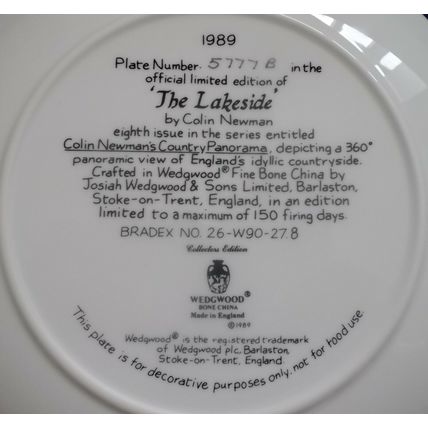 1989
Plate Number 5777B in the
official limited edition of
'The Lakeside'
by Colin Newman
eighth issue in the series entitled
Colin Newman's Country Panorama, depicting a 360°
panoramic view of England's idyllic countryside.
Crafted in Wedgwood® Fine Bone China by
Josiah Wedgwood & Sons Limited, Barlaston,
Stoke-on-Trent, England, in an edition
limited to a maximum of 150 firing days.
BRADEX NO. 26-W90-27.8
Collectors Edition
WEDGWOOD®
BONE CHINA
Made in England
©1989
Wedgwood® is the registered trademark
of Wedgwood plc, Barlaston,
Stoke-on-Trent, England.
This plate is for decorative purposes only, not for food use